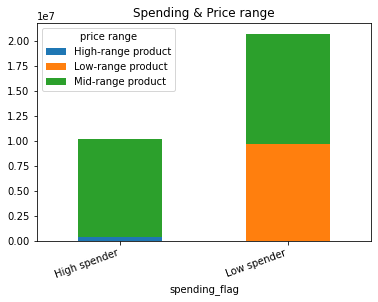 Spending & Price range
1e7
price range
High-range product
Low-range product
Mid-range product
2.00
1.75
1.50
1.25
1.00
0.75
0.50
0.25
0.00
High spender
Low spender
spending_flag